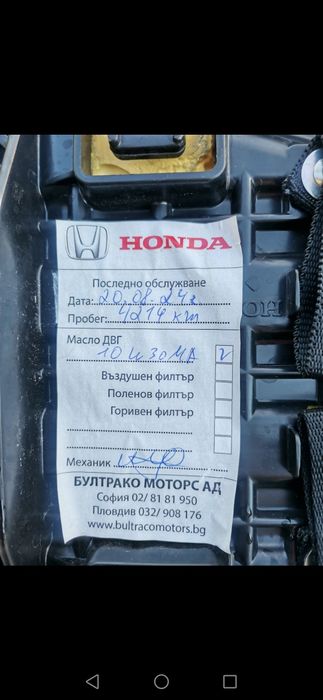 HONDA
Последно обслужване
Дата: 20.08.24г
Пробег: 4214 km
Масло ДВГ
10w30MA
Въздушен филтър
Поленов филтър
Горивен филтър
Механик
БУЛТРАКО МОТОРС АД
София 02/ 81 81 950
Пловдив 032/ 908 176
www.bultracomotors.bg